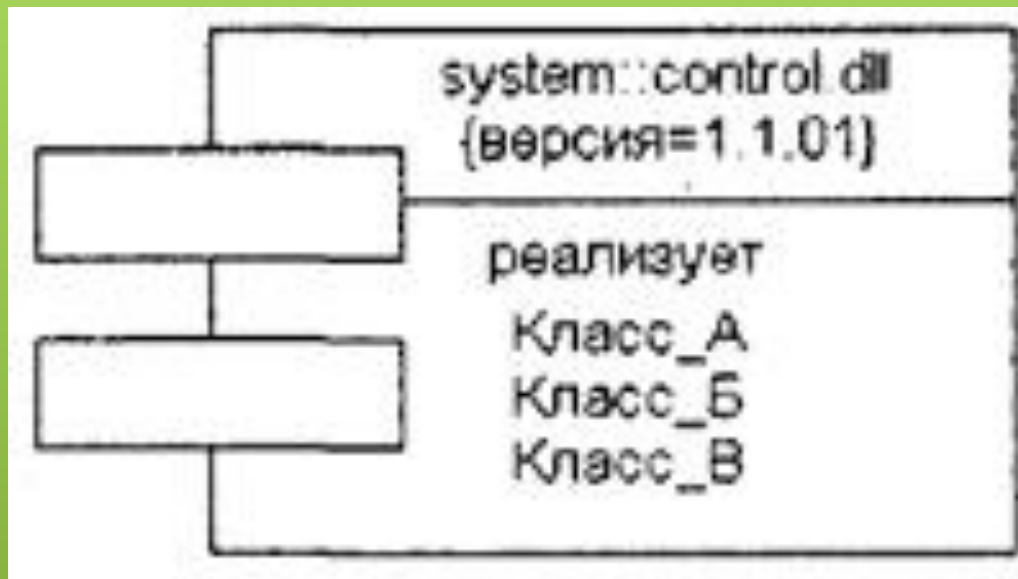 system::control.dll
{версия=1.1.01}
реализует
Класс_А
Класс_Б
Класс_В